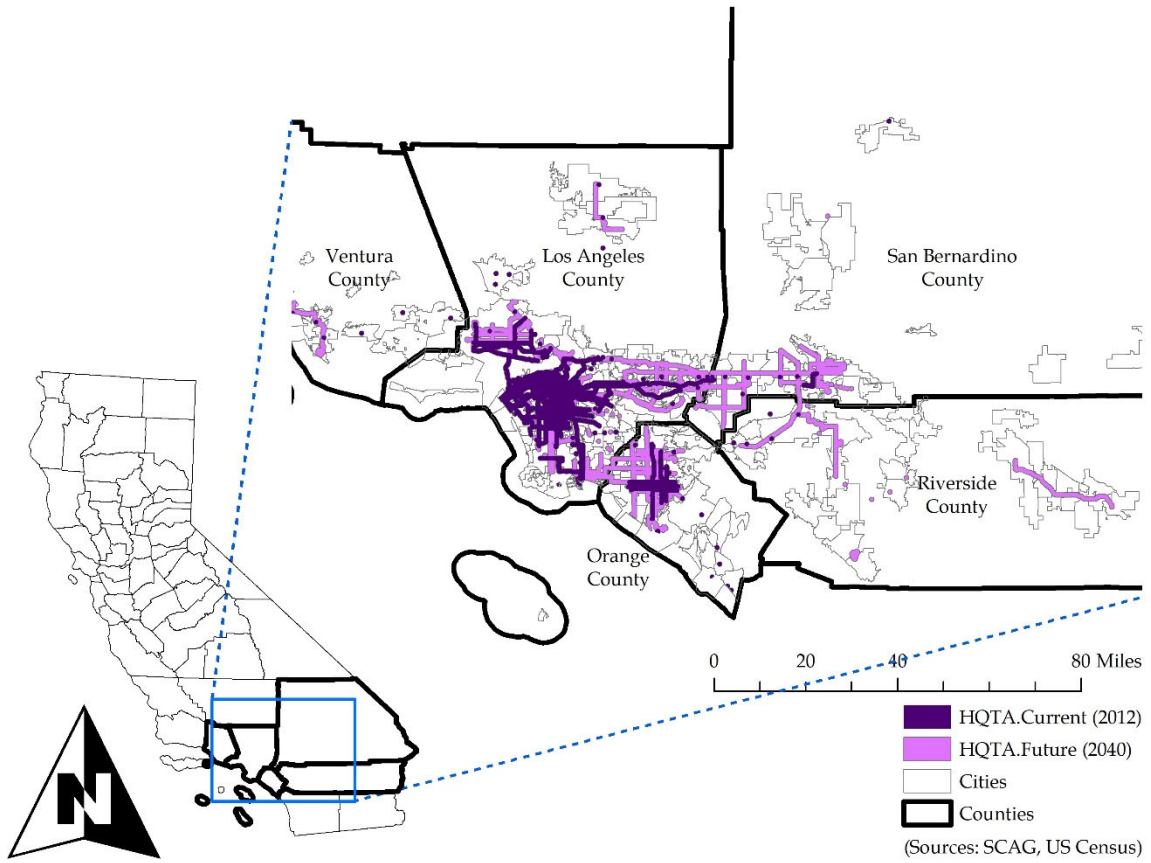 Ventura
County
Los Angeles
County
San Bernardino
County
Riverside
County
Orange
County
0 20 40 80 Miles
HQTA.Current (2012)
HQTA.Future (2040)
Cities
Counties
(Sources: SCAG, US Census)
N